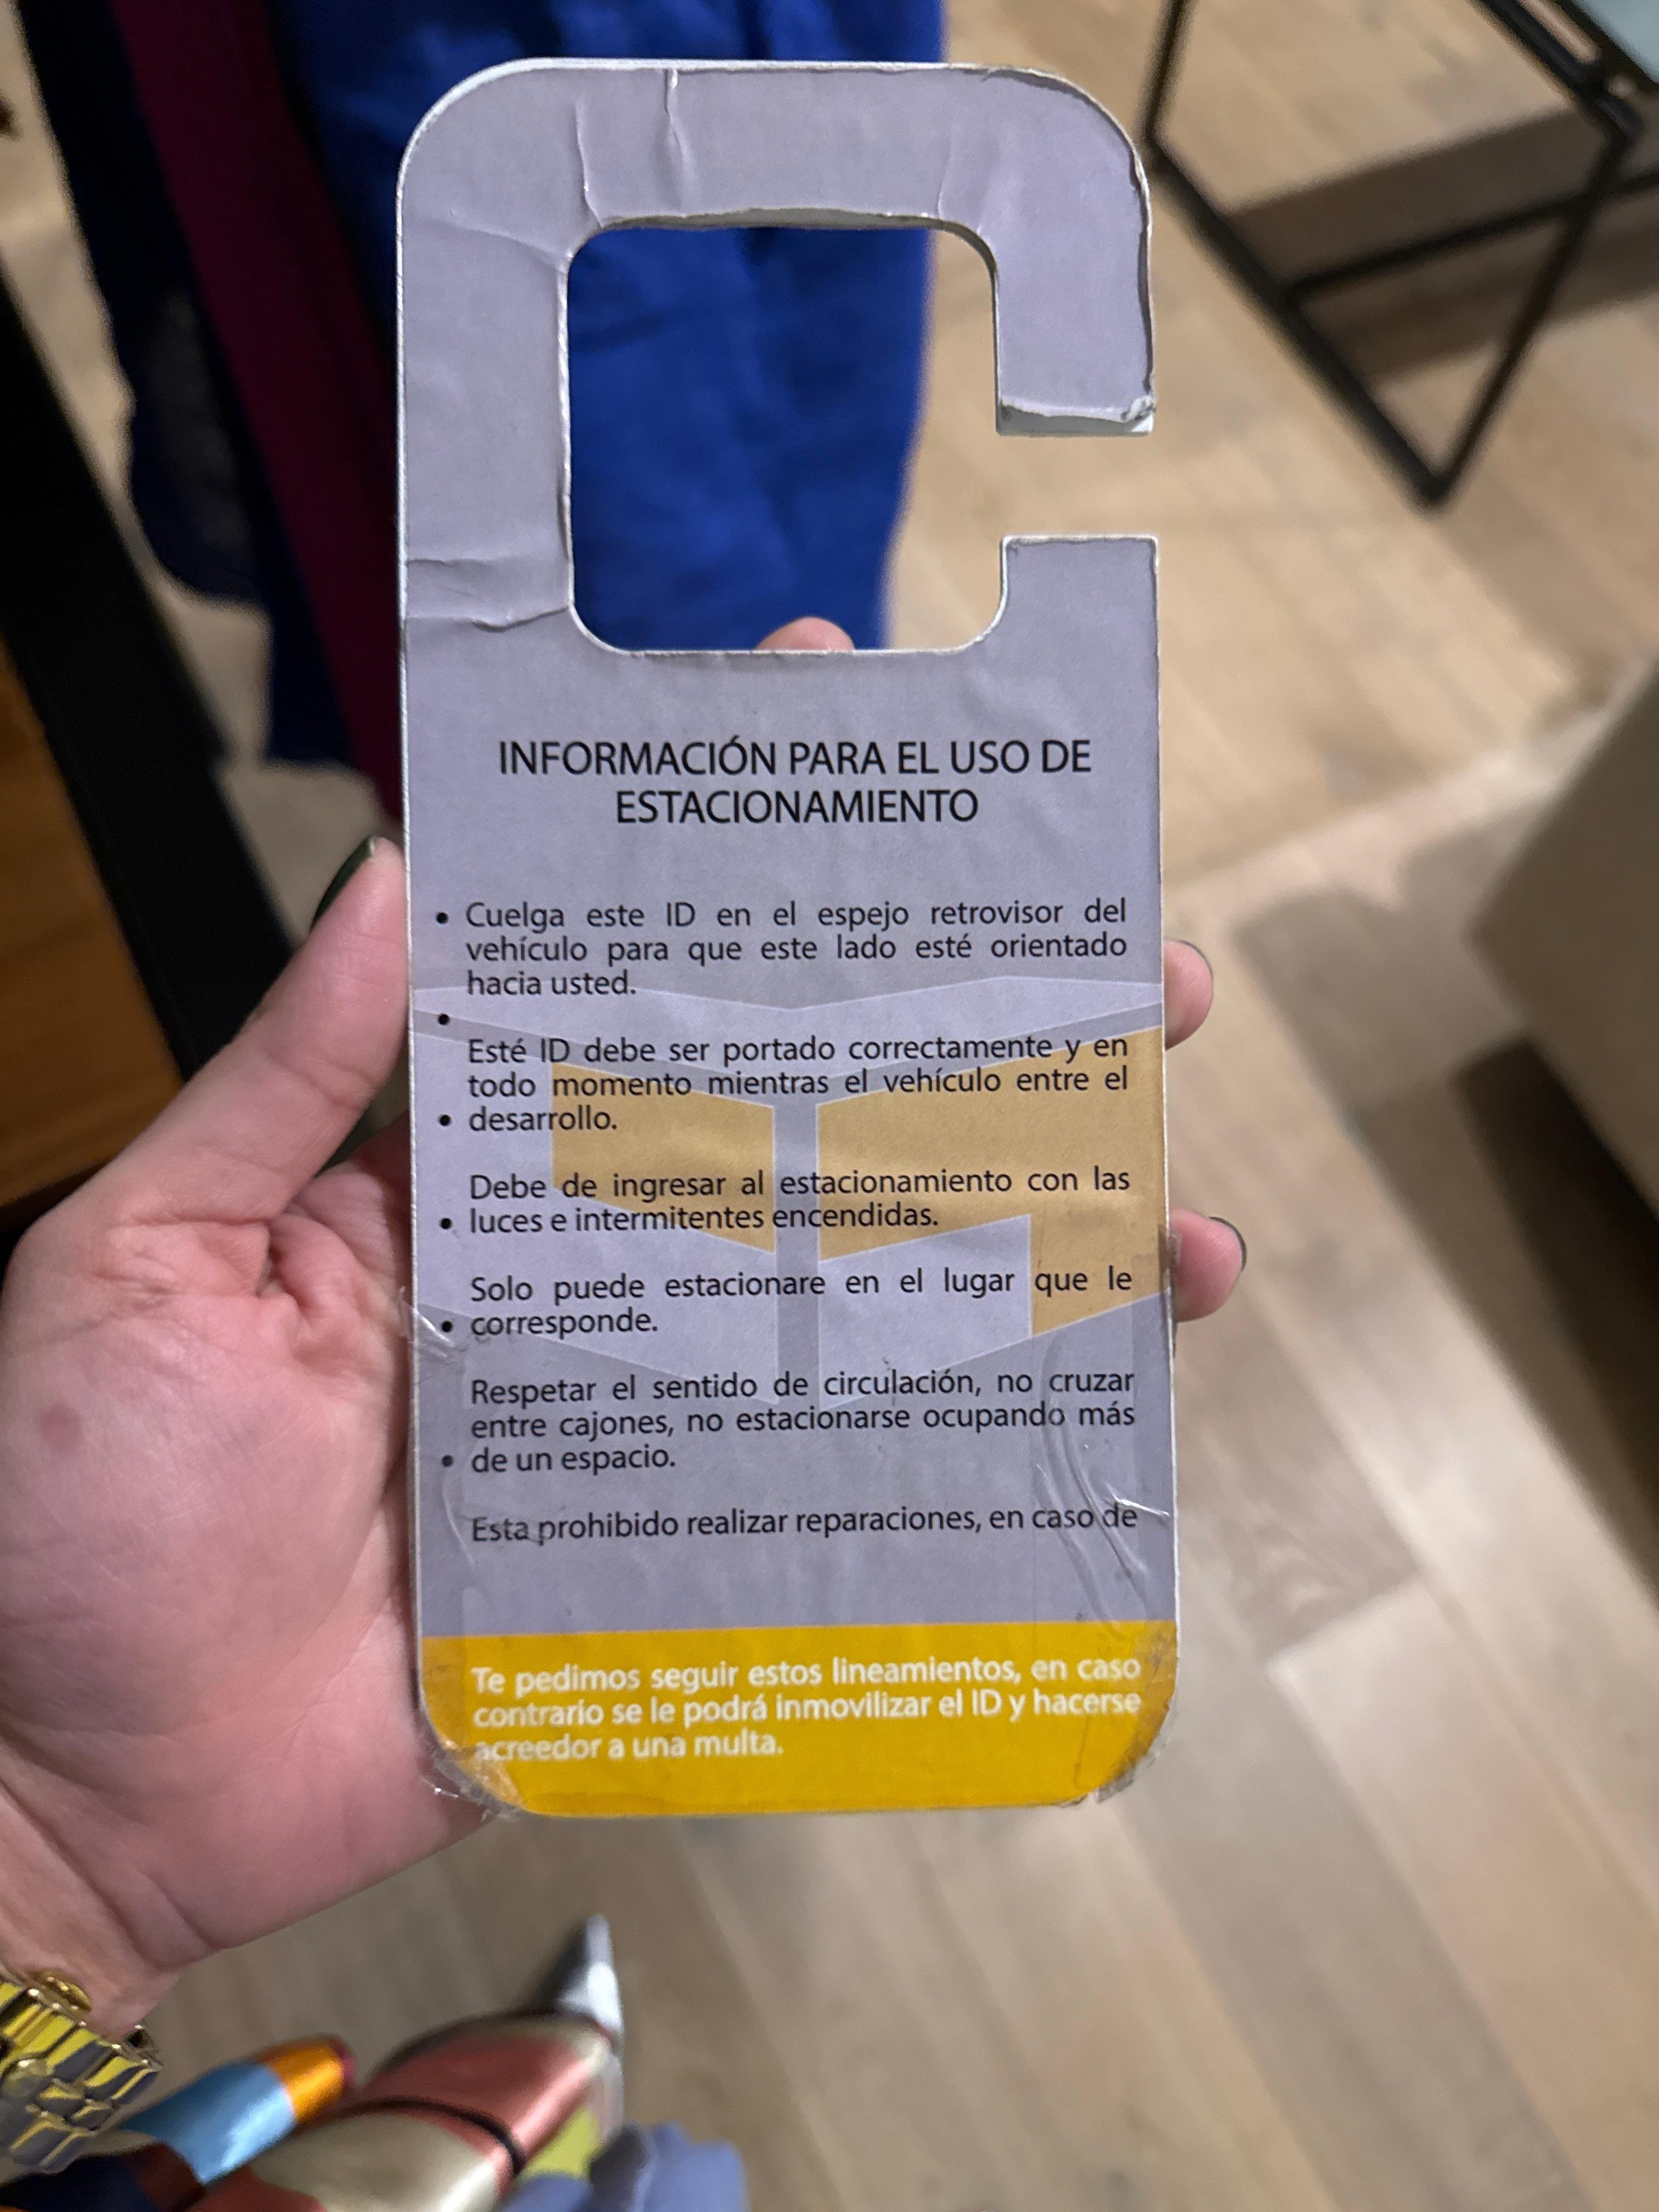 INFORMACIÓN PARA EL USO DE
ESTACIONAMIENTO
• Cuelga este ID en el espejo retrovisor del
vehículo para que este lado esté orientado
hacia usted.
•
Esté ID debe ser portado correctamente y en
todo momento mientras el vehículo entre el
• desarrollo.
Debe de ingresar al estacionamiento con las
• luces e intermitentes encendidas.
Solo puede estacionare en el lugar que le
• corresponde.
Respetar el sentido de circulación, no cruzar
entre cajones, no estacionarse ocupando más
• de un espacio.
Esta prohibido realizar reparaciones, en caso de
Te pedimos seguir estos lineamientos, en caso
contrario se le podrá inmovilizar el ID y hacerse
acreedor a una multa.